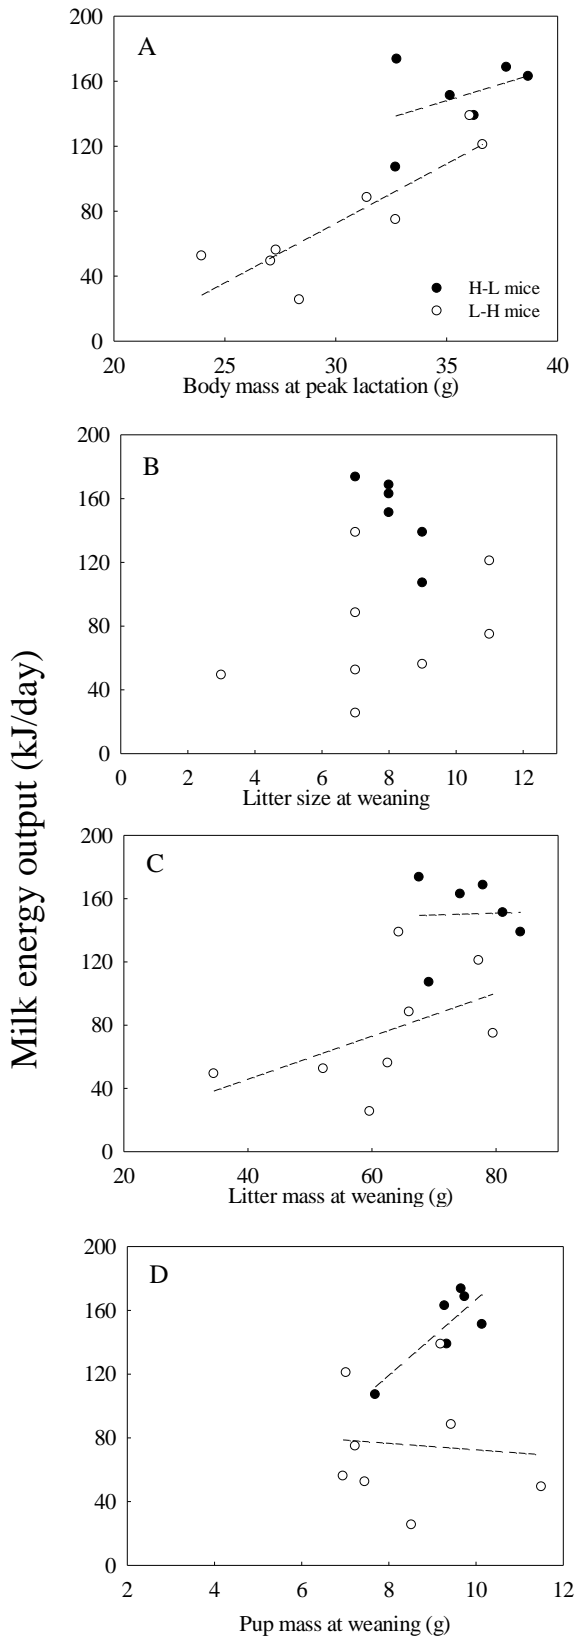 Milk energy output (kJ/day)
200
A
160
120
80
40
H-L mice
L-H mice
0
20 25 30 35 40
Body mass at peak lactation (g)
200
B
160
120
80
40
0
0 2 4 6 8 10 12
Litter size at weaning
200
C
160
120
80
40
0
20 40 60 80
Litter mass at weaning (g)
200
D
160
120
80
40
0
2 4 6 8 10 12
Pup mass at weaning (g)